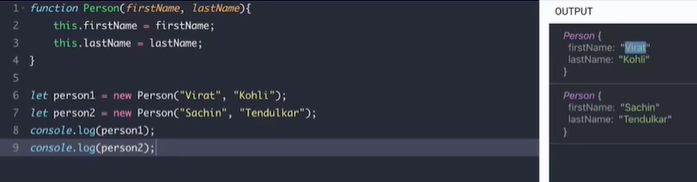 1 function Person(firstName, lastName){
2 this.firstName = firstName;
3 this.lastName = lastName;
4 }
5
6 let person1 = new Person("Virat", "Kohli");
7 let person2 = new Person("Sachin", "Tendulkar");
8 console.log(person1);
9 console.log(person2);
OUTPUT
Person {
firstName: "Virat"
lastName: "Kohli"
}
Person {
firstName: "Sachin"
lastName: "Tendulkar"
}